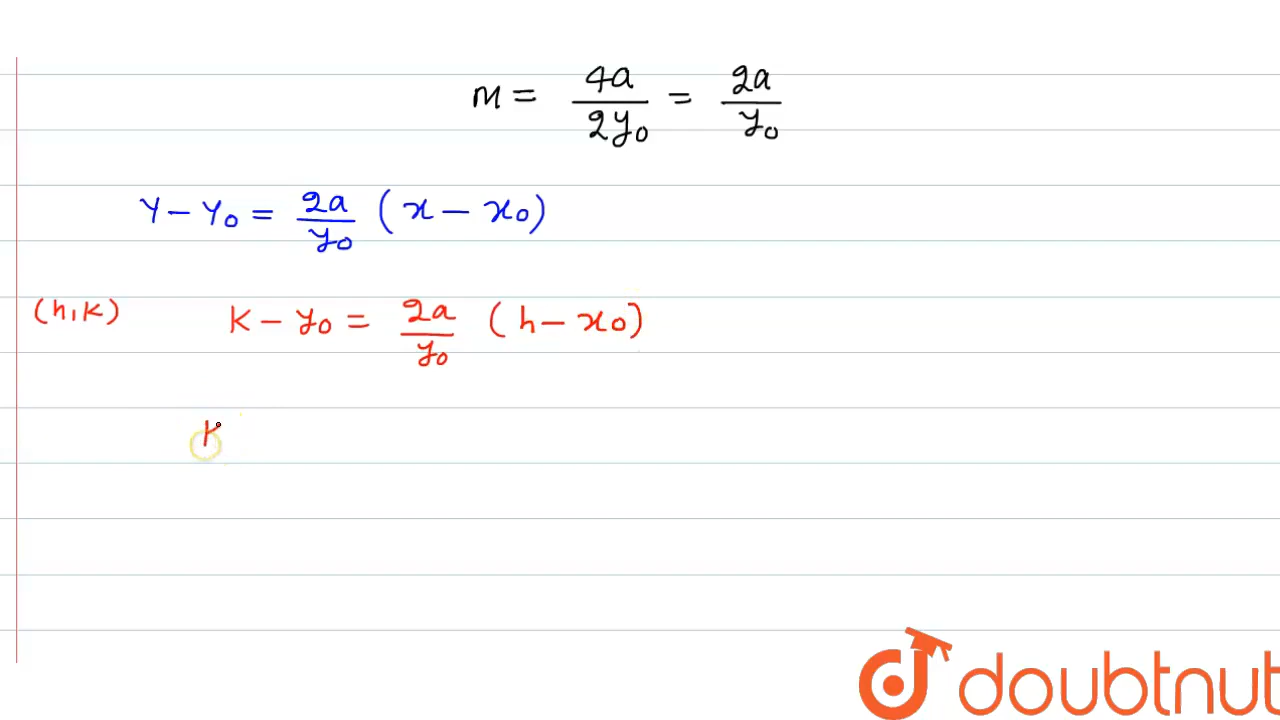 m = 4a/2y₀ = 2a/y₀
y - y₀ = 2a/y₀ (x - x₀)
(h, k) k - y₀ = 2a/y₀ (h - x₀)
k
doubtnut